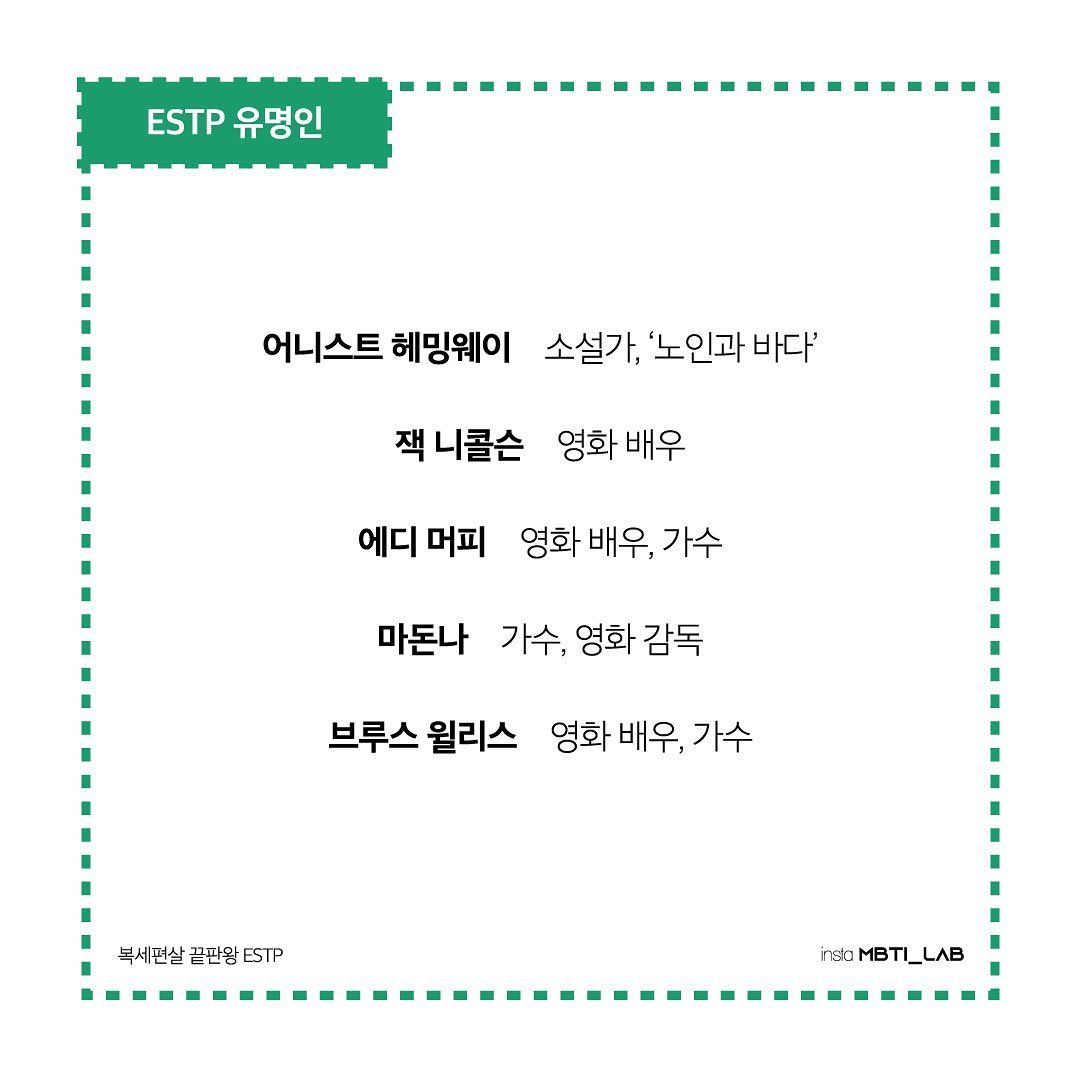 ESTP 유명인
어니스트 헤밍웨이 소설가, ‘노인과 바다’
잭 니콜슨 영화 배우
에디 머피 영화 배우, 가수
마돈나 가수, 영화 감독
브루스 윌리스 영화 배우, 가수
복세편살 끝판왕 ESTP
insta MBTI_LAB